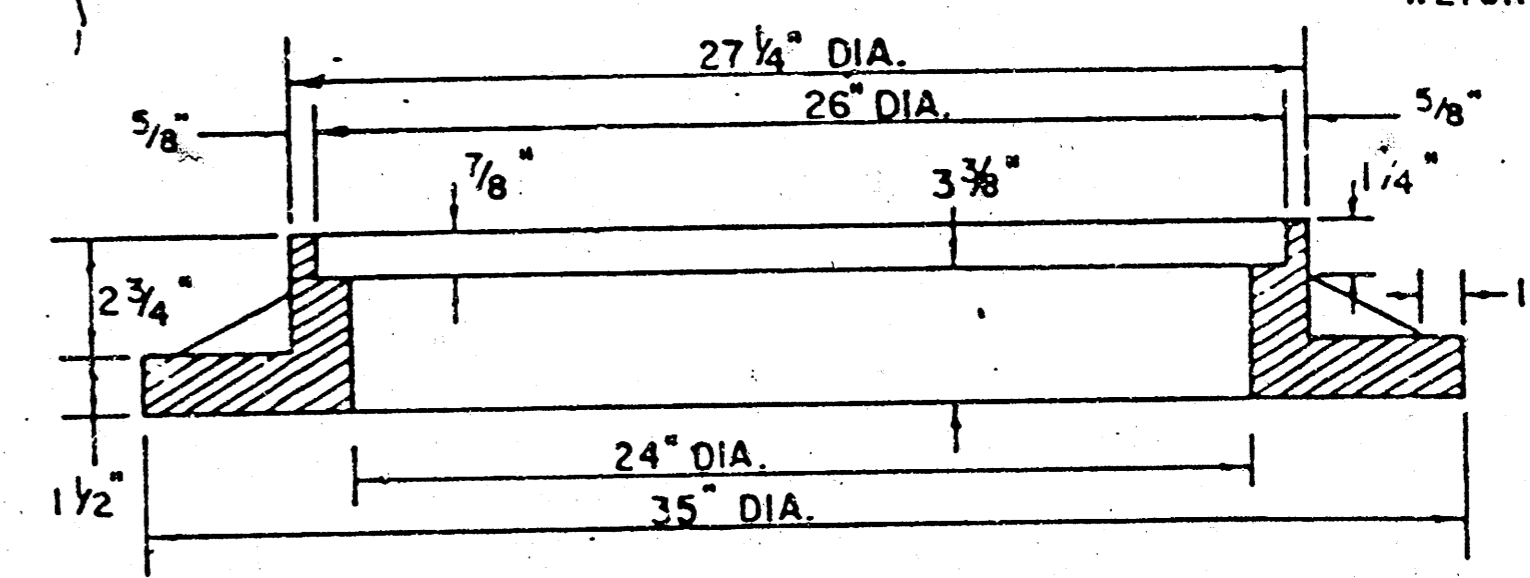 27 1/4" DIA.
26" DIA.
5/8"
5/8"
7/8"
3 3/8"
1 1/4"
2 3/4"
1
24" DIA.
1 1/2"
35" DIA.